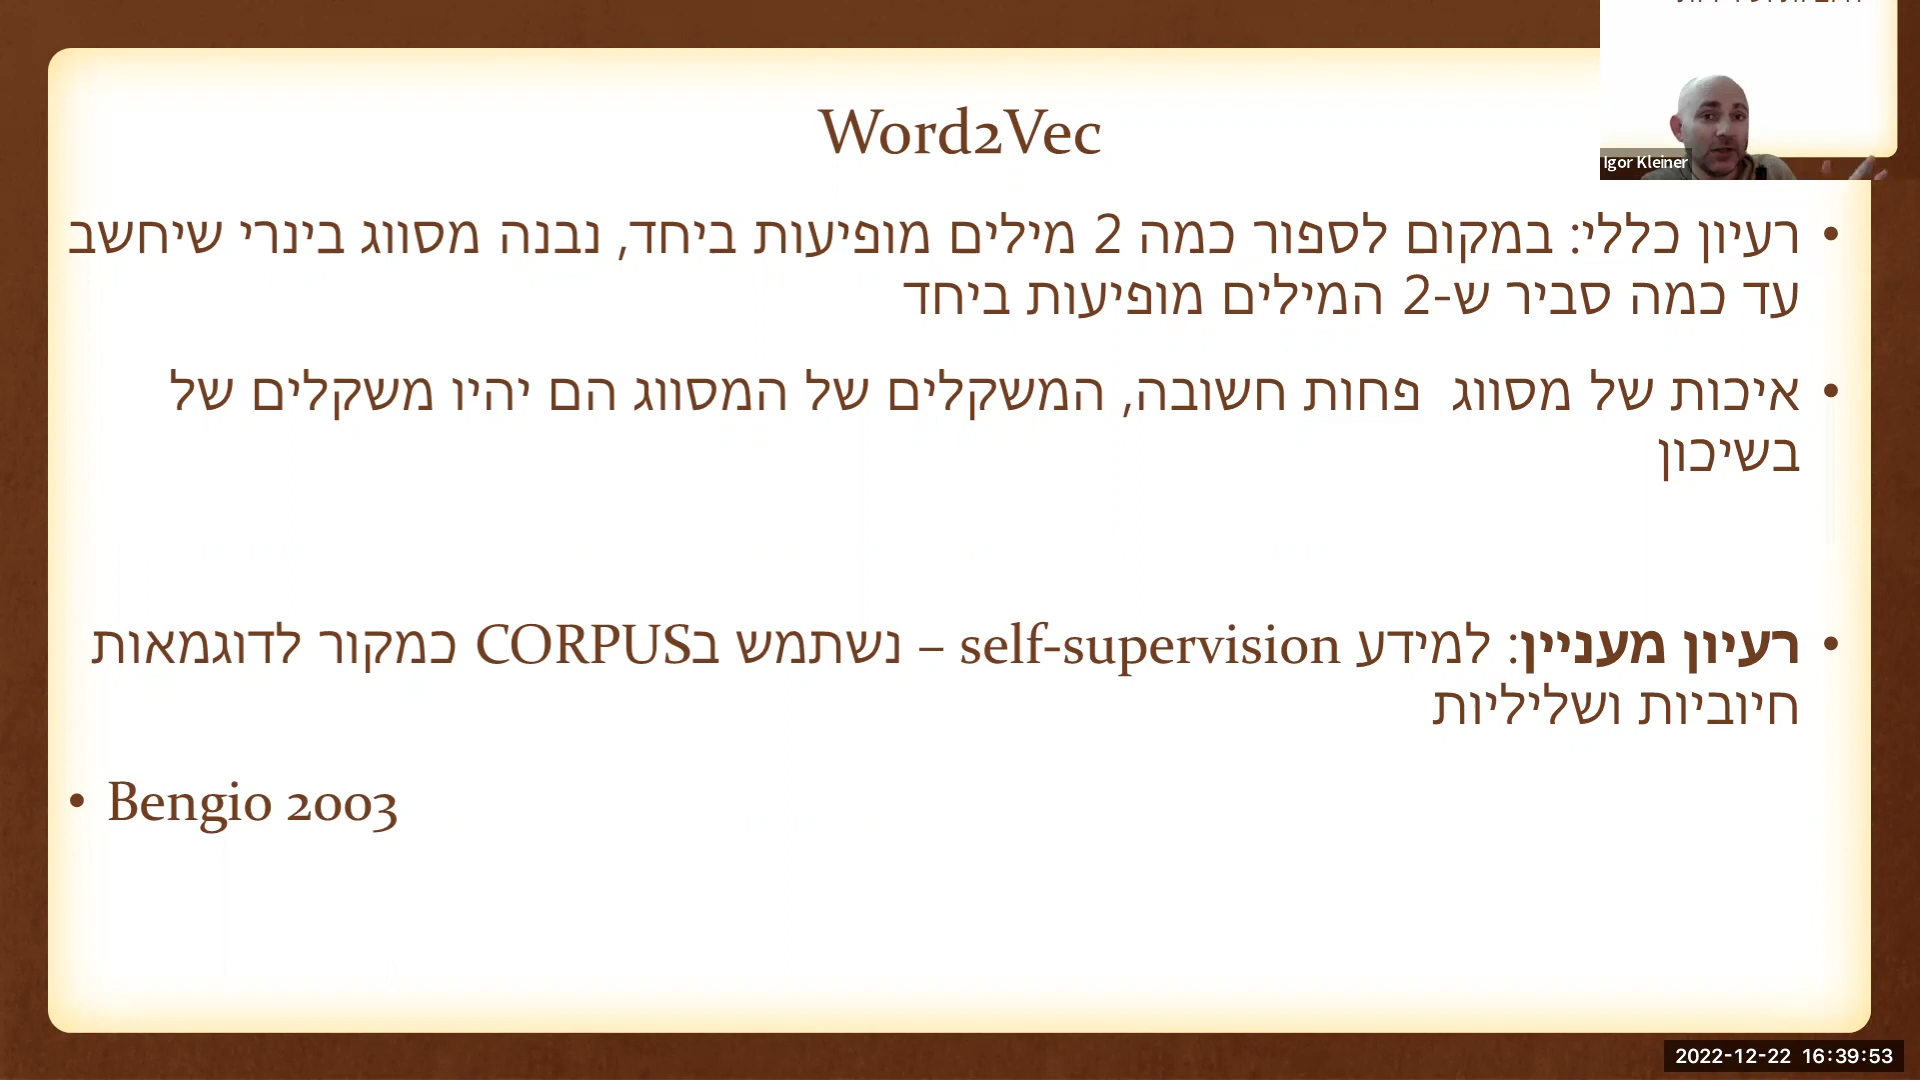 Word2Vec
Igor Kleiner
• רעיון כללי: במקום לספור כמה 2 מילים מופיעות ביחד, נבנה מסווג בינרי שיחשב
עד כמה סביר ש-2 המילים מופיעות ביחד
• איכות של מסווג  פחות חשובה, המשקלים של המסווג הם יהיו משקלים של
בשיכון
• רעיון מעניין: למידע self-supervision – נשתמש בCORPUS כמקור לדוגמאות
חיוביות ושליליות
• Bengio 2003
2022-12-22 16:39:53